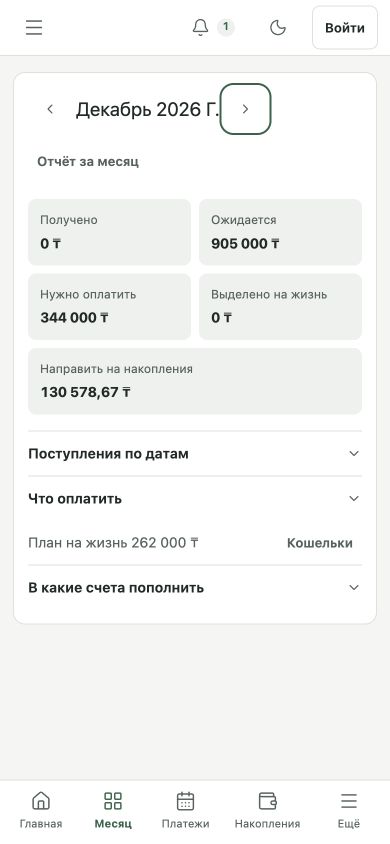 1
Войти
Декабрь 2026 Г.
Отчёт за месяц
Получено
0 ₸
Ожидается
905 000 ₸
Нужно оплатить
344 000 ₸
Выделено на жизнь
0 ₸
Направить на накопления
130 578,67 ₸
Поступления по датам
Что оплатить
План на жизнь 262 000 ₸
Кошельки
В какие счета пополнить
Главная
Месяц
Платежи
Накопления
Ещё